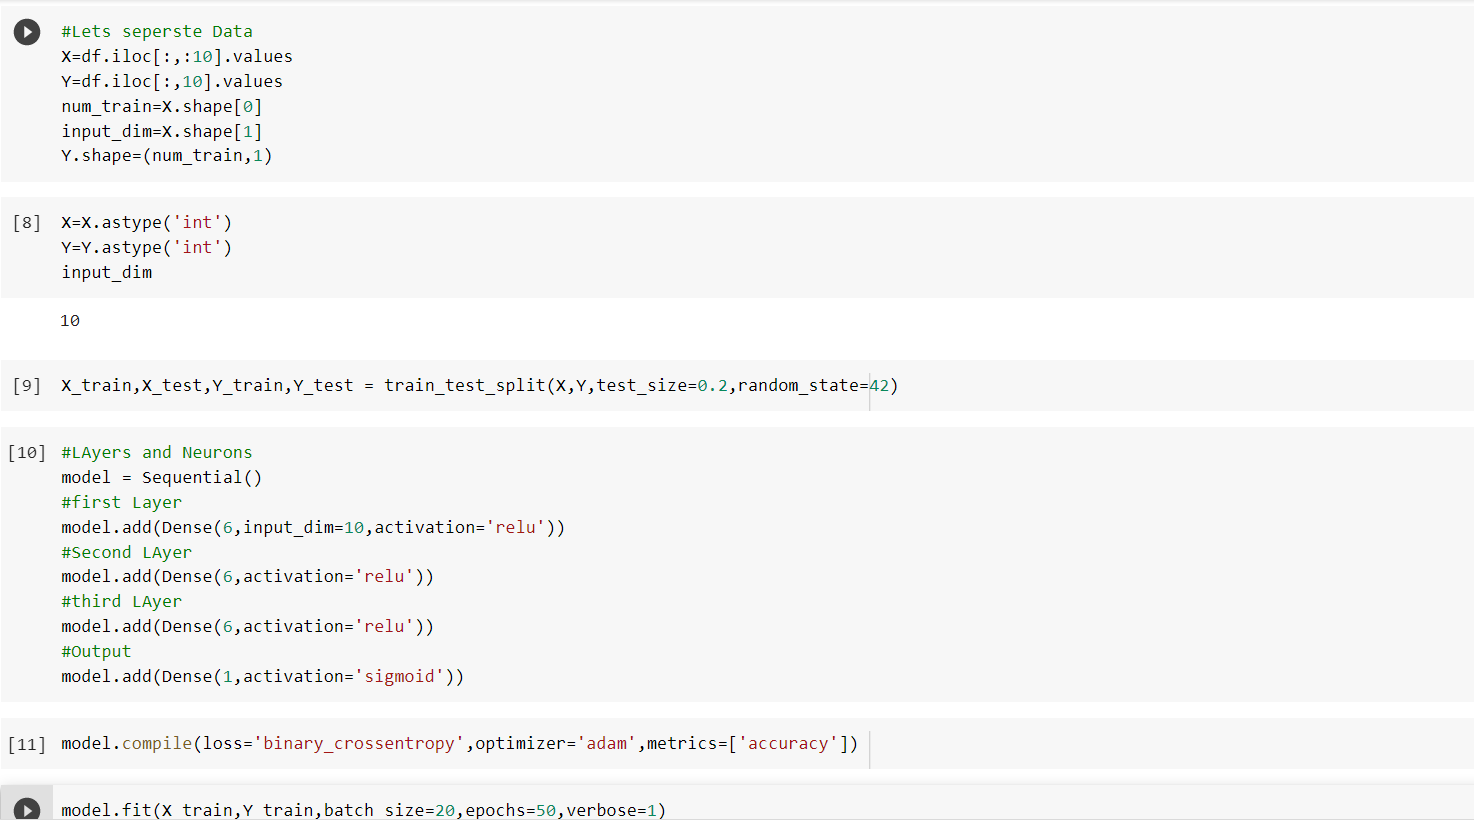 #Lets seperste Data
X=df.iloc[:,:10].values
Y=df.iloc[:,10].values
num_train=X.shape[0]
input_dim=X.shape[1]
Y.shape=(num_train,1)
[8] X=X.astype('int')
Y=Y.astype('int')
input_dim
10
[9] X_train,X_test,Y_train,Y_test = train_test_split(X,Y,test_size=0.2,random_state=42)
[10] #LAyers and Neurons
model = Sequential()
#first Layer
model.add(Dense(6,input_dim=10,activation='relu'))
#Second LAyer
model.add(Dense(6,activation='relu'))
#third LAyer
model.add(Dense(6,activation='relu'))
#Output
model.add(Dense(1,activation='sigmoid'))
[11] model.compile(loss='binary_crossentropy',optimizer='adam',metrics=['accuracy'])
model.fit(X_train,Y_train,batch_size=20,epochs=50,verbose=1)